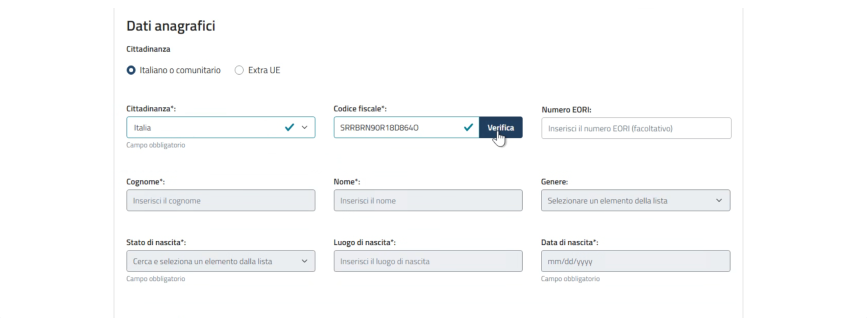 Dati anagrafici
Cittadinanza
Italiano o comunitario Extra UE
Cittadinanza*: Codice fiscale*: Numero EORI:
Italia SRRBRN90R18D864O Verifica Inserisci il numero EORI (facoltativo)
Campo obbligatorio
Cognome*: Nome*: Genere:
Inserisci il cognome Inserisci il nome Selezionare un elemento della lista
Stato di nascita*: Luogo di nascita*: Data di nascita*:
Cerca e seleziona un elemento dalla lista Inserisci il luogo di nascita mm/dd/yyyy
Campo obbligatorio Campo obbligatorio